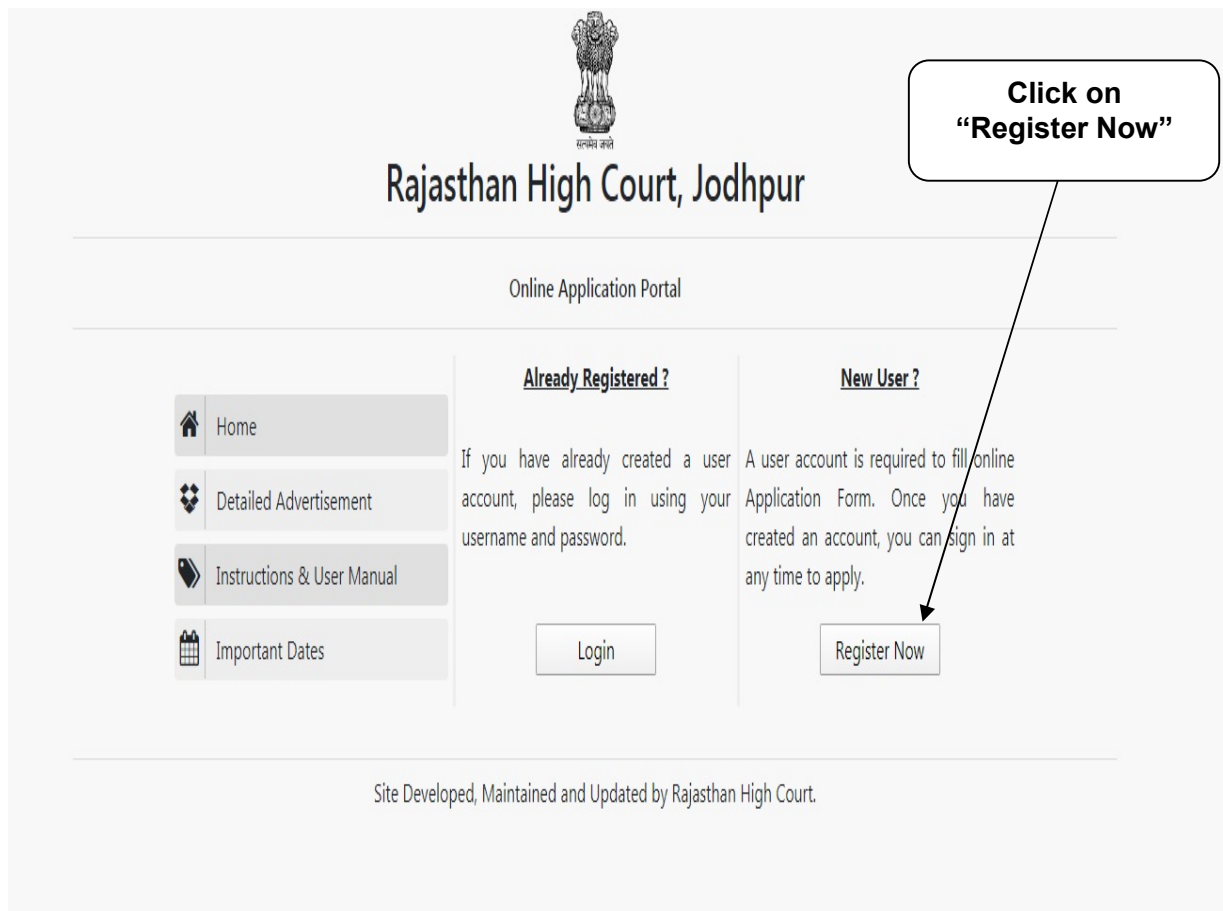 सत्यमेव जयते
Rajasthan High Court, Jodhpur
Click on
“Register Now”
Online Application Portal
Home
Detailed Advertisement
Instructions & User Manual
Important Dates
Already Registered ?
If you have already created a user
account, please log in using your
username and password.
Login
New User ?
A user account is required to fill online
Application Form. Once you have
created an account, you can sign in at
any time to apply.
Register Now
Site Developed, Maintained and Updated by Rajasthan High Court.